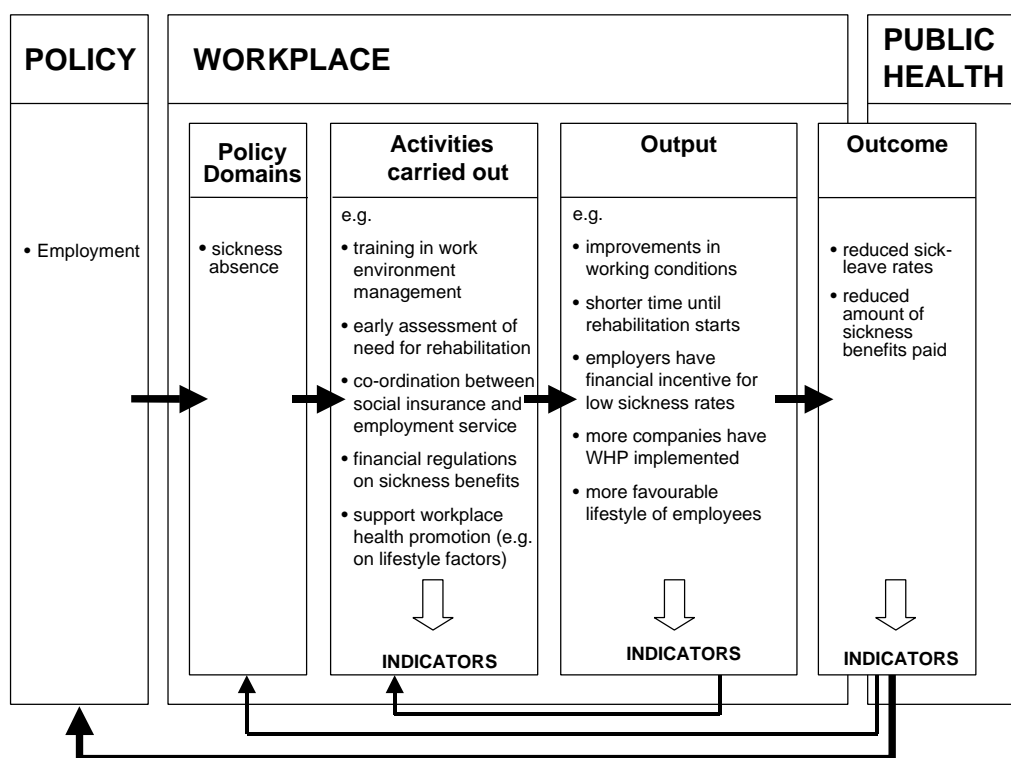 POLICY
WORKPLACE
PUBLIC
HEALTH
Policy
Domains
Activities
carried out
Output
Outcome
• Employment
• sickness
absence
e.g.
• training in work
environment
management
• early assessment of
need for rehabilitation
• co-ordination between
social insurance and
employment service
• financial regulations
on sickness benefits
• support workplace
health promotion (e.g.
on lifestyle factors)
INDICATORS
e.g.
• improvements in
working conditions
• shorter time until
rehabilitation starts
• employers have
financial incentive for
low sickness rates
• more companies have
WHP implemented
• more favourable
lifestyle of employees
INDICATORS
• reduced sick-
leave rates
• reduced
amount of
sickness
benefits paid
INDICATORS